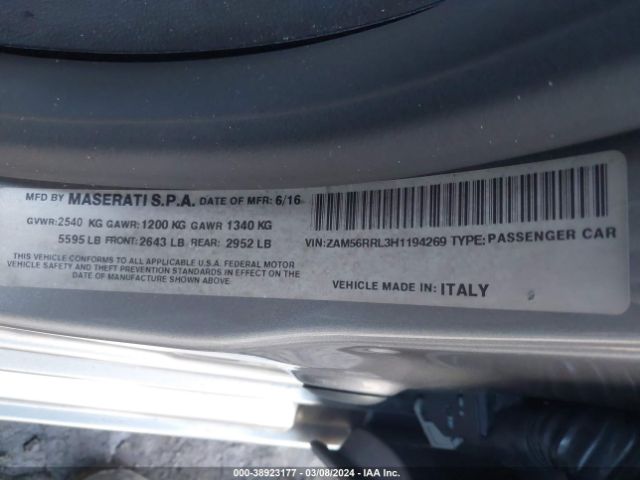 MFD BY MASERATI S.P.A. DATE OF MFR: 6/16
GVWR:2540 KG GAWR:1200 KG GAWR 1340 KG
5595 LB FRONT:2643 LB REAR: 2952 LB
THIS VEHICLE CONFORMS TO ALL APPLICABLE U.S.A. FEDERAL MOTOR
VEHICLE SAFETY AND THEFT PREVENTION STANDARDS IN EFFECT ON THE
DATE OF MANUFACTURE SHOWN ABOVE
VIN:ZAM56RRL3H1194269 TYPE:PASSENGER CAR
VEHICLE MADE IN: ITALY
000-38923177 — 03/08/2024 — IAA Inc.